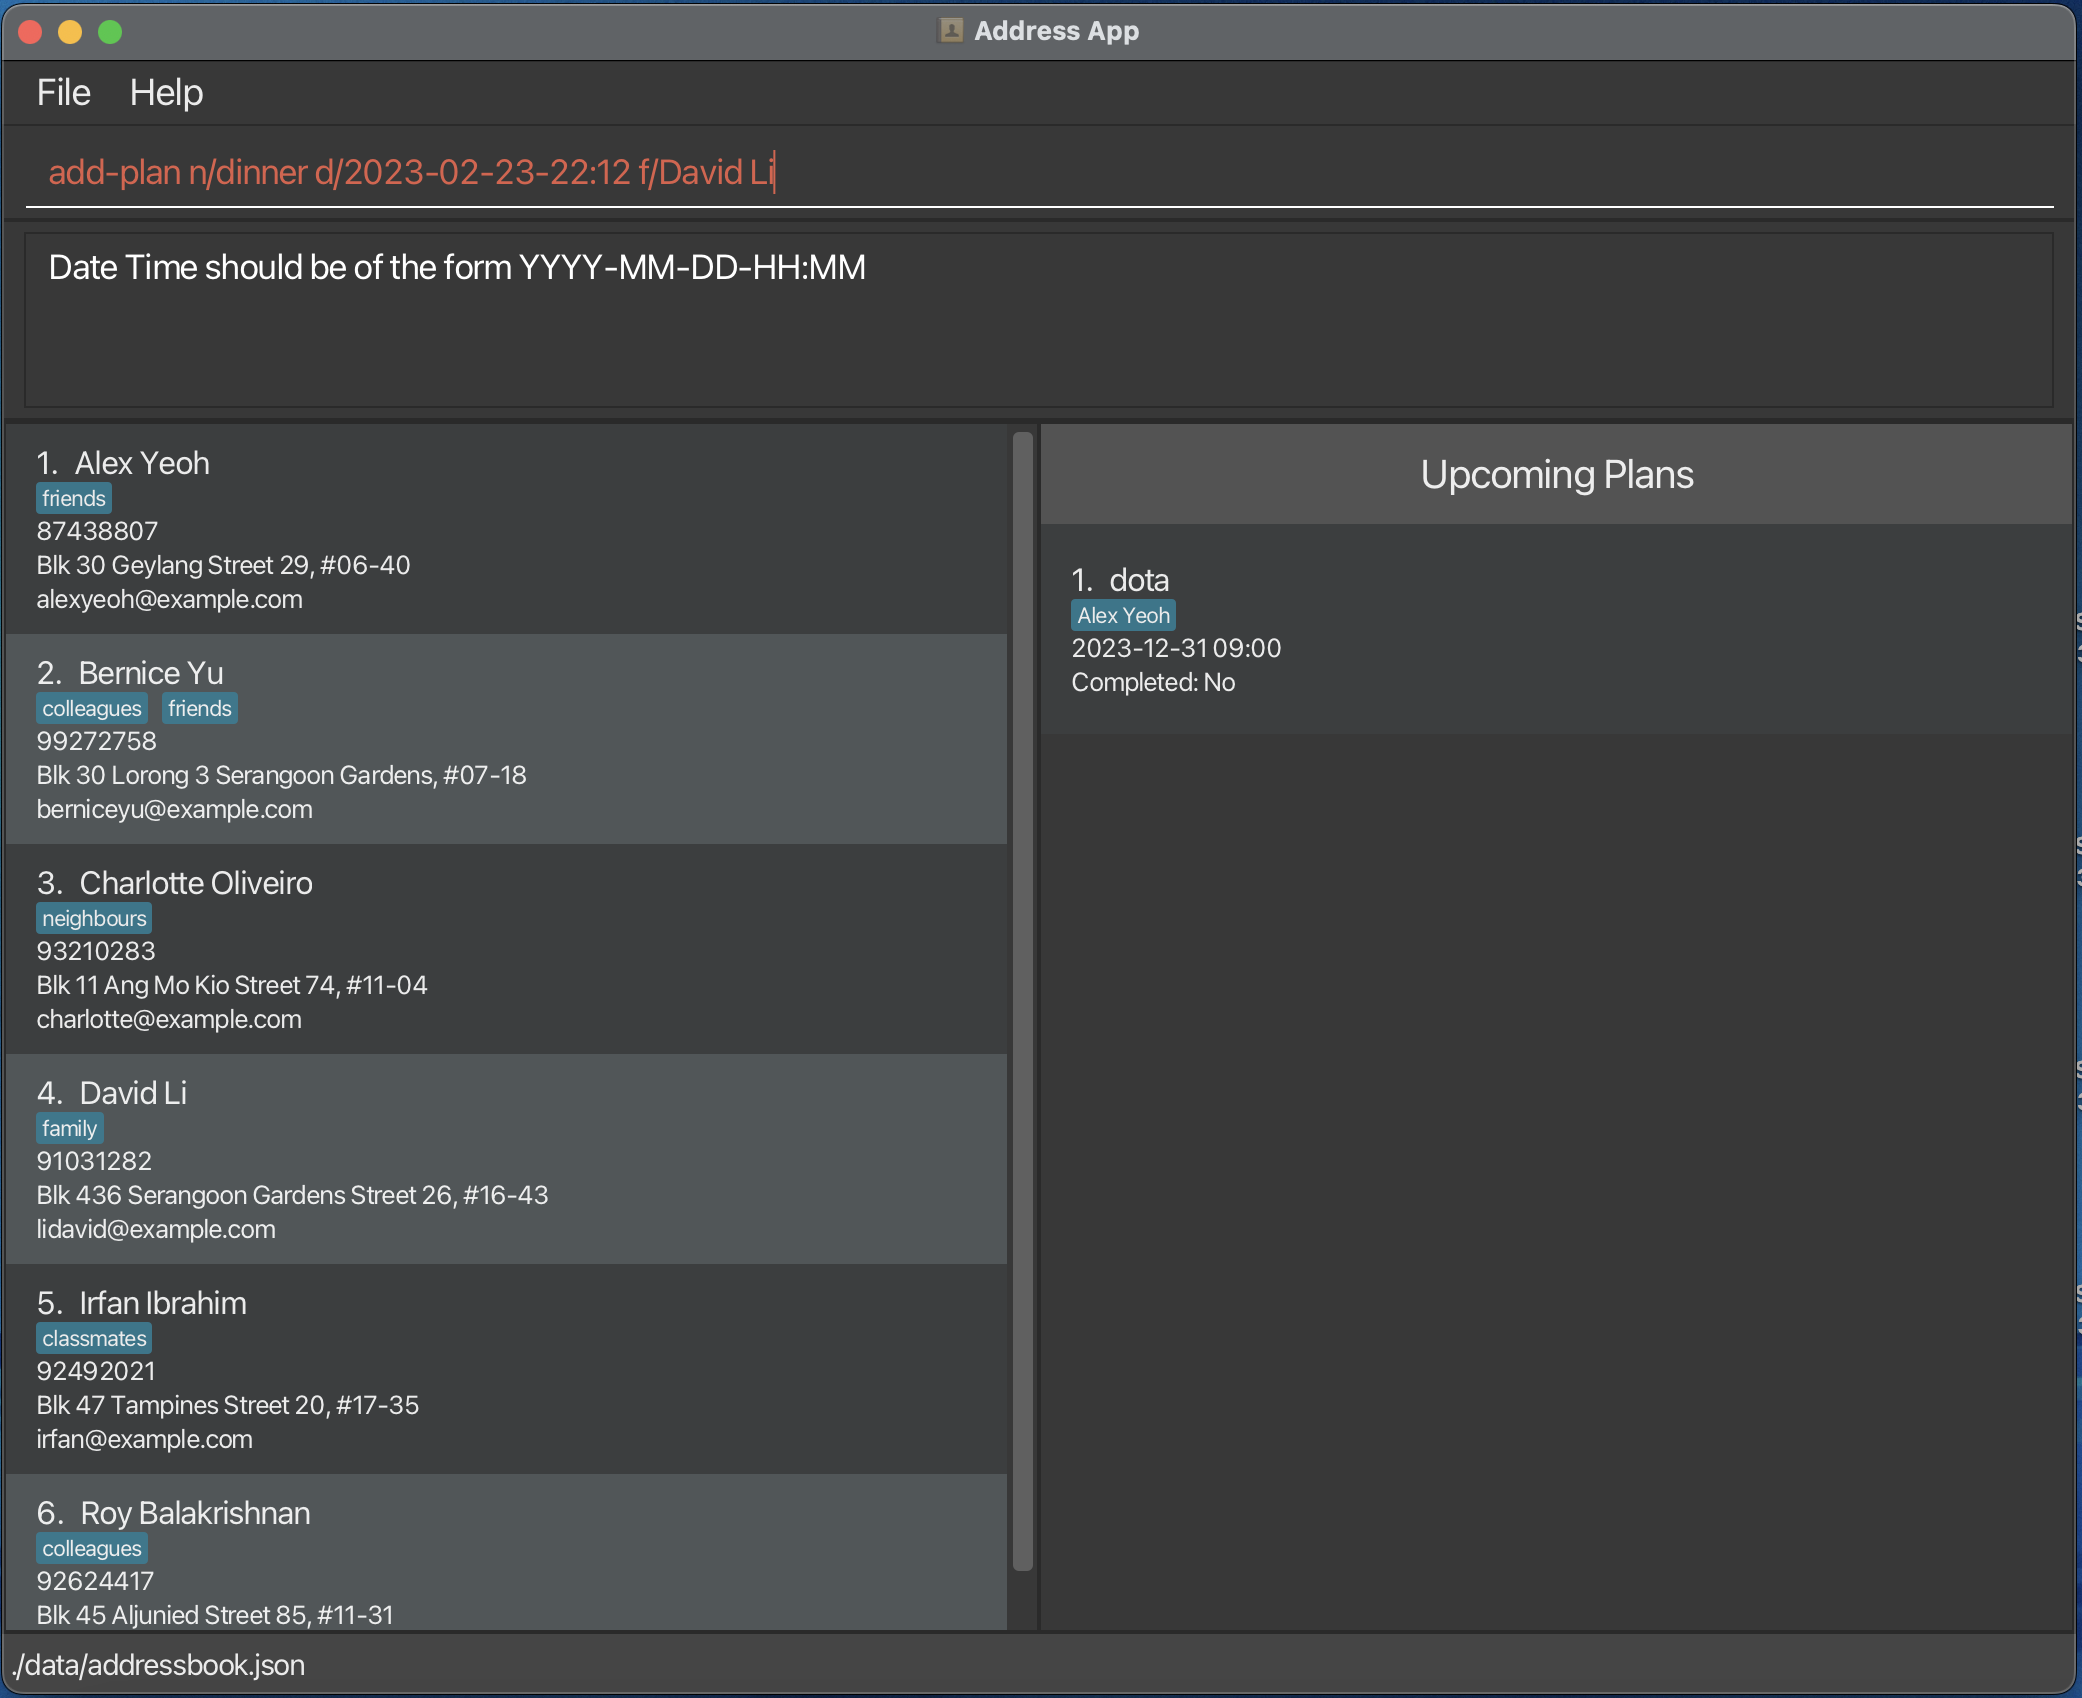 Address App
File Help
add-plan n/dinner d/2023-02-23-22:12 f/David Li
Date Time should be of the form YYYY-MM-DD-HH:MM
1. Alex Yeoh
friends
87438807
Blk 30 Geylang Street 29, #06-40
alexyeoh@example.com
2. Bernice Yu
colleagues friends
99272758
Blk 30 Lorong 3 Serangoon Gardens, #07-18
berniceyu@example.com
3. Charlotte Oliveiro
neighbours
93210283
Blk 11 Ang Mo Kio Street 74, #11-04
charlotte@example.com
4. David Li
family
91031282
Blk 436 Serangoon Gardens Street 26, #16-43
lidavid@example.com
5. Irfan Ibrahim
classmates
92492021
Blk 47 Tampines Street 20, #17-35
irfan@example.com
6. Roy Balakrishnan
colleagues
92624417
Blk 45 Aljunied Street 85, #11-31
Upcoming Plans
1. dota
Alex Yeoh
2023-12-31 09:00
Completed: No
./data/addressbook.json